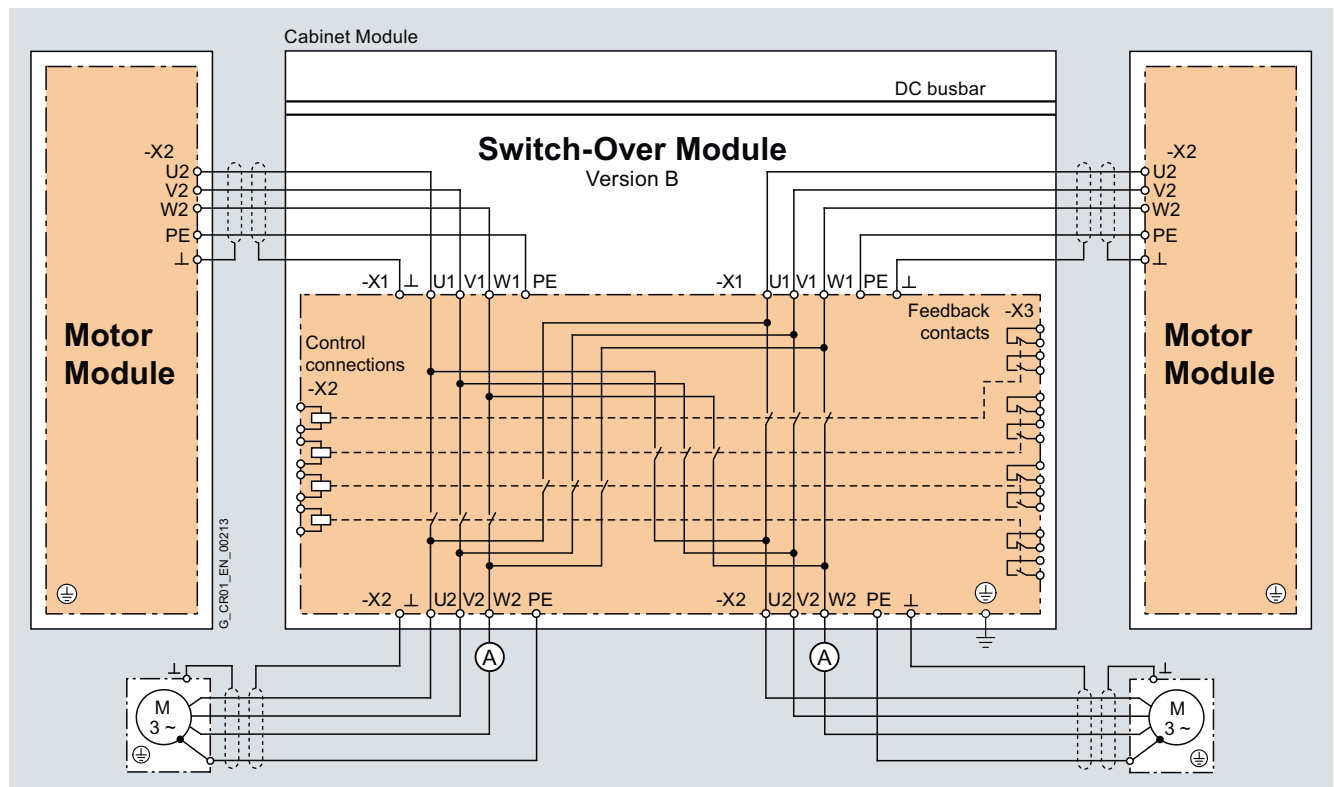 Cabinet Module
DC busbar
Switch-Over Module
Version B
-X2
U2
V2
W2
PE
⊥
Motor
Module
G_CR01_EN_00213
-X2
U2
V2
W2
PE
⊥
Motor
Module
-X1 ⊥ U1 V1 W1 PE
-X1 U1 V1 W1 PE ⊥
Control
connections
-X2
Feedback
contacts
-X3
-X2 ⊥ U2 V2 W2 PE
-X2 U2 V2 W2 PE ⊥
A
A
⊥
M
3 ~
⊥
M
3 ~